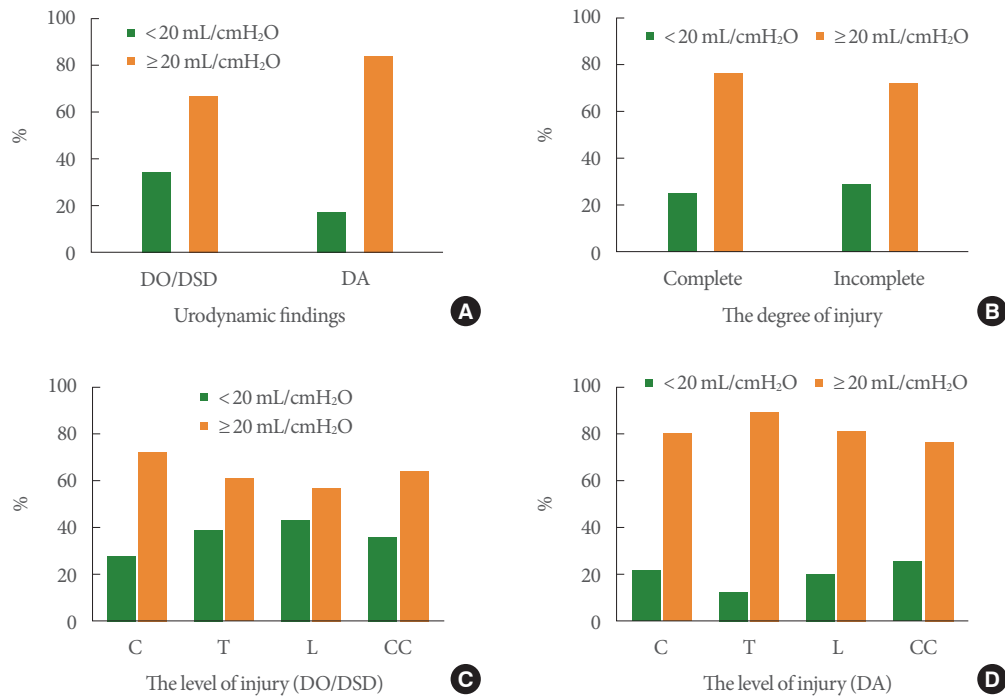 100
80
60
40
20
0
%
<20 mL/cmH₂O
≥20 mL/cmH₂O
DO/DSD DA
Urodynamic findings
A
100
80
60
40
20
0
%
<20 mL/cmH₂O ≥20 mL/cmH₂O
Complete Incomplete
The degree of injury
B
100
80
60
40
20
0
%
<20 mL/cmH₂O
≥20 mL/cmH₂O
C T L CC
The level of injury (DO/DSD)
C
100
80
60
40
20
0
%
<20 mL/cmH₂O ≥20 mL/cmH₂O
C T L CC
The level of injury (DA)
D